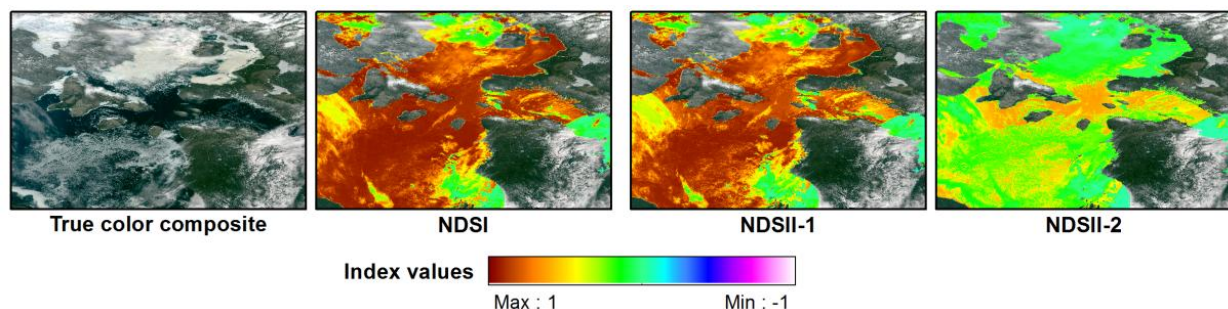 True color composite
NDSI
NDSII-1
NDSII-2
Index values
Max : 1
Min : -1